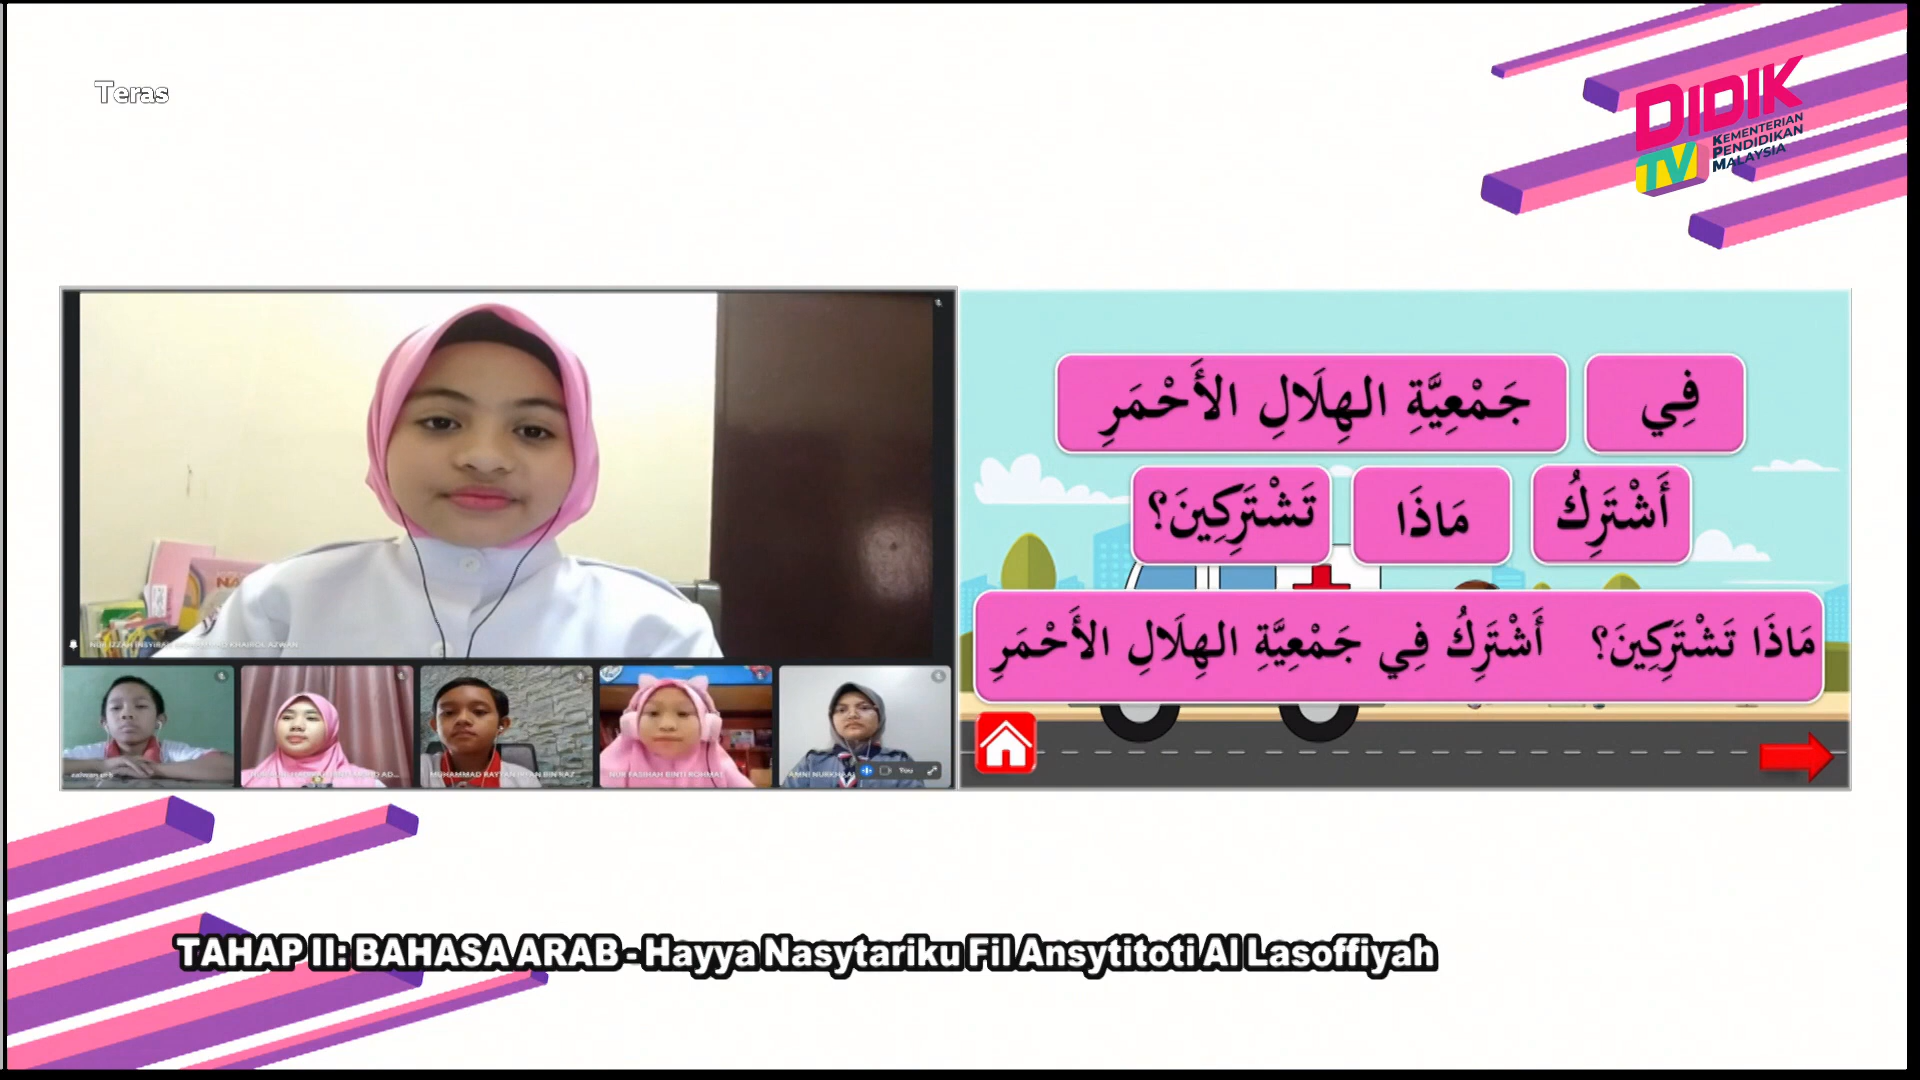 Teras
DIDIK
TV
KEMENTERIAN
PENDIDIKAN
MALAYSIA
فِي جَمْعِيَّةِ الهِلَالِ الأَحْمَرِ
أَشْتَرِكُ مَاذَا تَشْتَرِكِينَ؟
مَاذَا تَشْتَرِكِينَ؟ أَشْتَرِكُ فِي جَمْعِيَّةِ الهِلَالِ الأَحْمَرِ
You
TAHAP II: BAHASA ARAB - Hayya Nasytariku Fil Ansytitoti Al Lasoffiyah